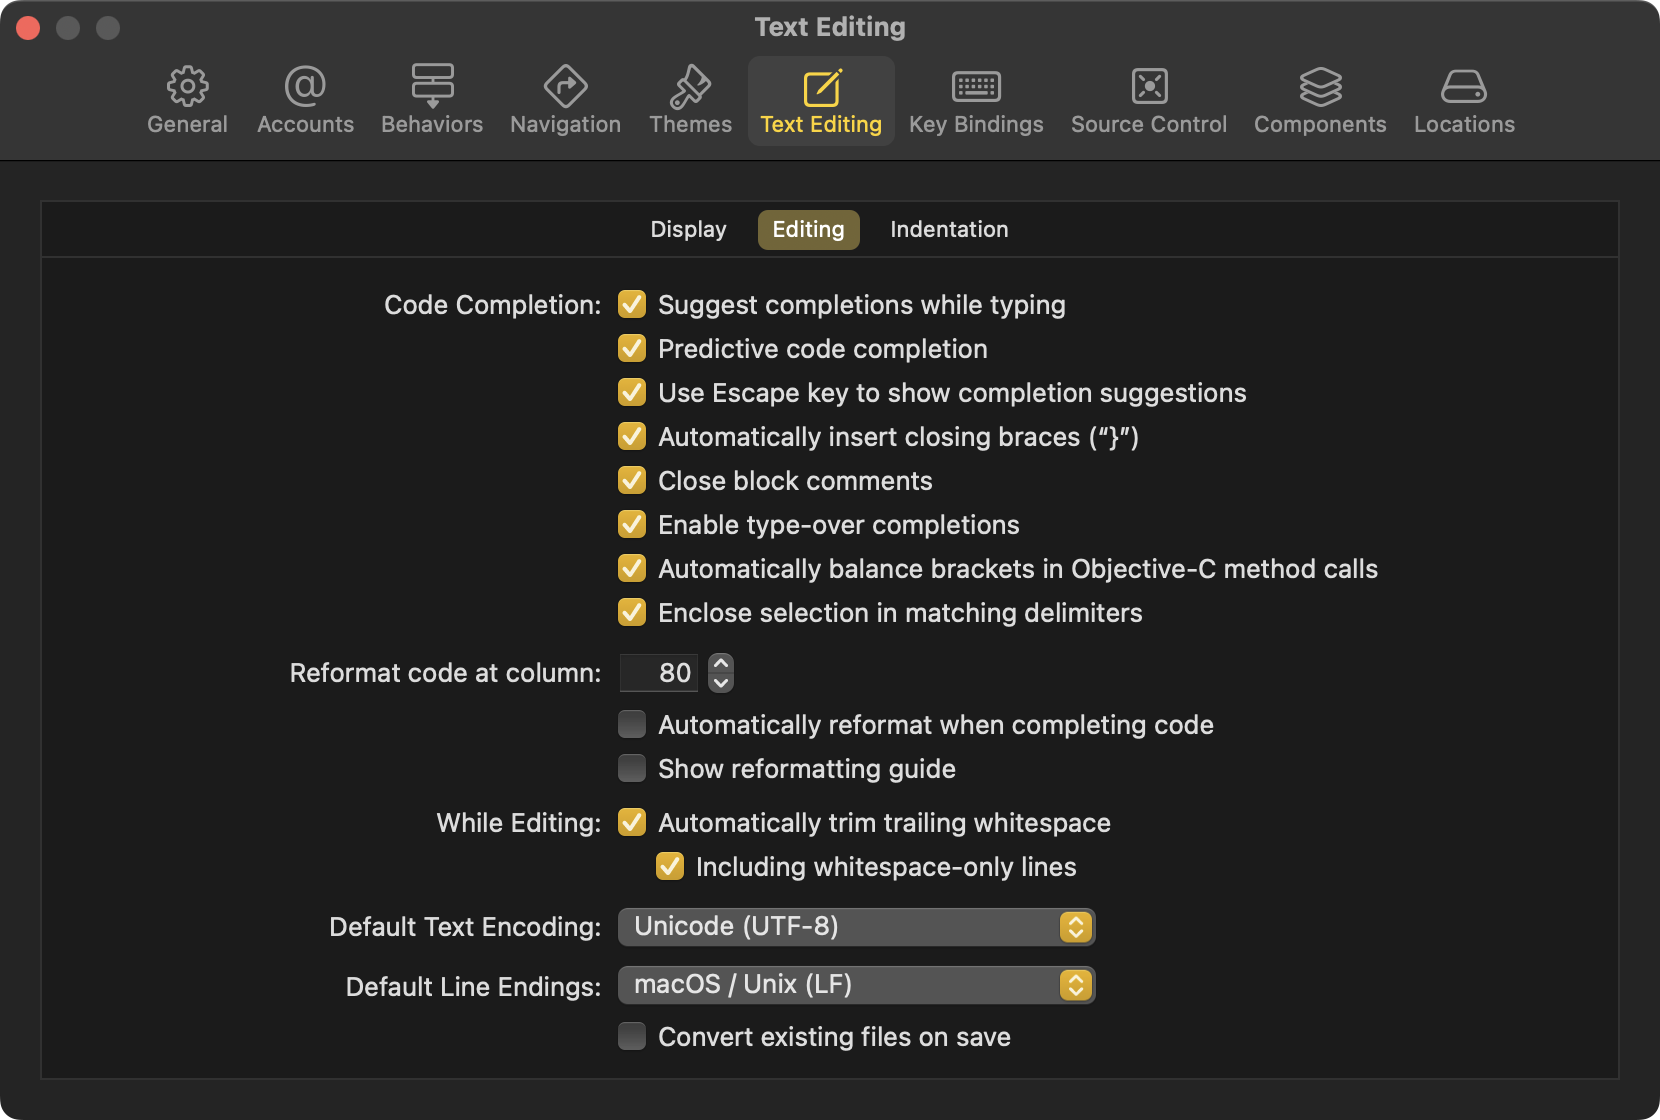 Text Editing
General Accounts Behaviors Navigation Themes Text Editing Key Bindings Source Control Components Locations
Display Editing Indentation
Code Completion: Suggest completions while typing
Predictive code completion
Use Escape key to show completion suggestions
Automatically insert closing braces (“}”)
Close block comments
Enable type-over completions
Automatically balance brackets in Objective-C method calls
Enclose selection in matching delimiters
Reformat code at column: 80
Automatically reformat when completing code
Show reformatting guide
While Editing: Automatically trim trailing whitespace
Including whitespace-only lines
Default Text Encoding: Unicode (UTF-8)
Default Line Endings: macOS / Unix (LF)
Convert existing files on save